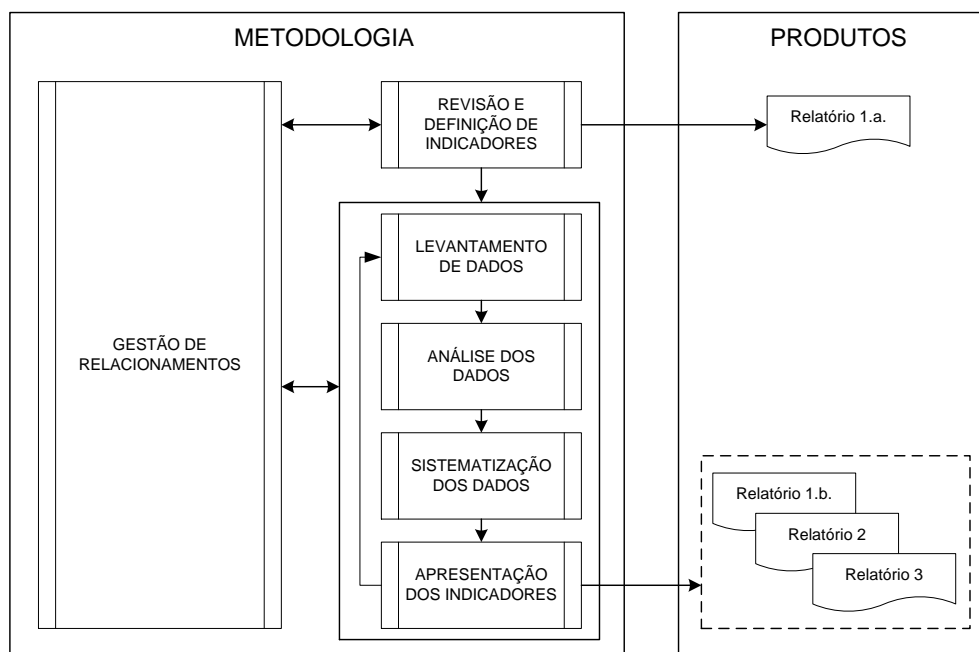 METODOLOGIA
GESTÃO DE
RELACIONAMENTOS
REVISÃO E
DEFINIÇÃO DE
INDICADORES
LEVANTAMENTO
DE DADOS
ANÁLISE DOS
DADOS
SISTEMATIZAÇÃO
DOS DADOS
APRESENTAÇÃO
DOS INDICADORES
PRODUTOS
Relatório 1.a.
Relatório 1.b.
Relatório 2
Relatório 3